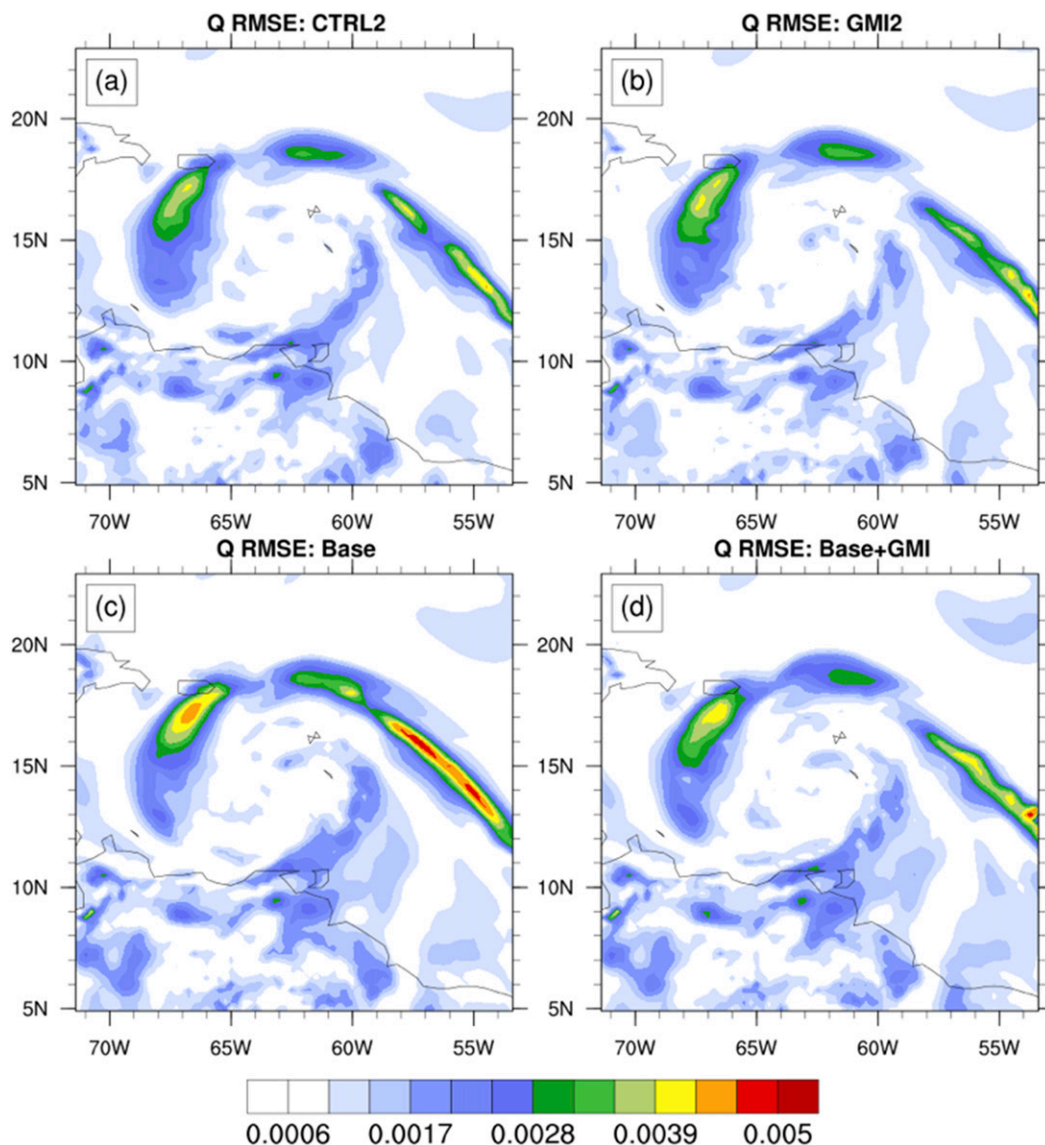 Q RMSE: CTRL2
Q RMSE: GMI2
(a)
(b)
20N
20N
15N
15N
10N
10N
5N
5N
70W 65W 60W 55W
70W 65W 60W 55W
Q RMSE: Base
Q RMSE: Base+GMI
(c)
(d)
20N
20N
15N
15N
10N
10N
5N
5N
70W 65W 60W 55W
70W 65W 60W 55W
0.0006 0.0017 0.0028 0.0039 0.005